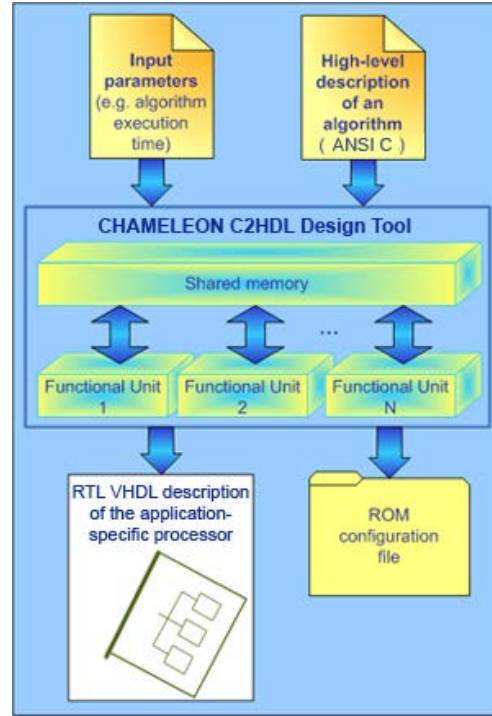 Input
parameters
(e.g. algorithm
execution
time)
High-level
description
of an
algorithm
( ANSI C )
CHAMELEON C2HDL Design Tool
Shared memory
...
Functional Unit
1
Functional Unit
2
Functional Unit
N
RTL VHDL description
of the application-
specific processor
ROM
configuration
file